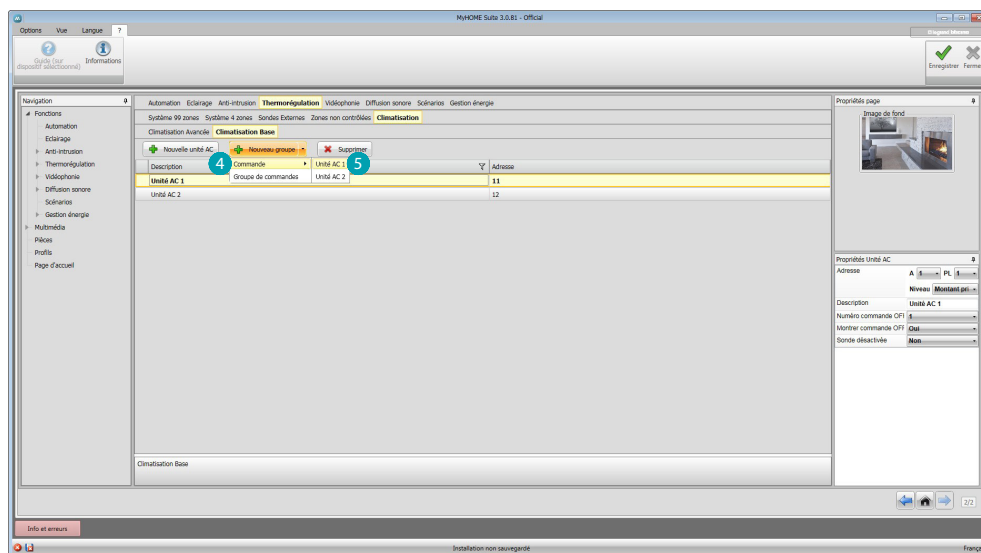 MyHOME Suite 3.0.81 - Official
Options Vue Langue ?
Guide (sur dispositif sélectionné)
Informations
Enregistrer Ferme
Navigation
Fonctions
Automation
Eclairage
Anti-intrusion
Thermorégulation
Vidéophonie
Diffusion sonore
Scénarios
Gestion énergie
Multimédia
Pièces
Profils
Page d'accueil
Automation Eclairage Anti-intrusion Thermorégulation Vidéophonie Diffusion sonore Scénarios Gestion énergie
Système 99 zones Système 4 zones Sondes Externes Zones non contrôlées Climatisation
Climatisation Avancée Climatisation Base
Nouvelle unité AC Nouveau groupe Supprimer
Description Adresse
4 Commande Unité AC 1 5
Groupe de commandes Unité AC 2
Unité AC 1 11
Unité AC 2 12
Climatisation Base
Propriétés page
Image de fond
Propriétés Unité AC
Adresse A 1 PL 1
Niveau Montant pri
Description Unité AC 1
Numéro commande OFF 1
Montrer commande OFF Oui
Sonde désactivée Non
2/2
Info et erreurs
Installation non sauvegardé
França